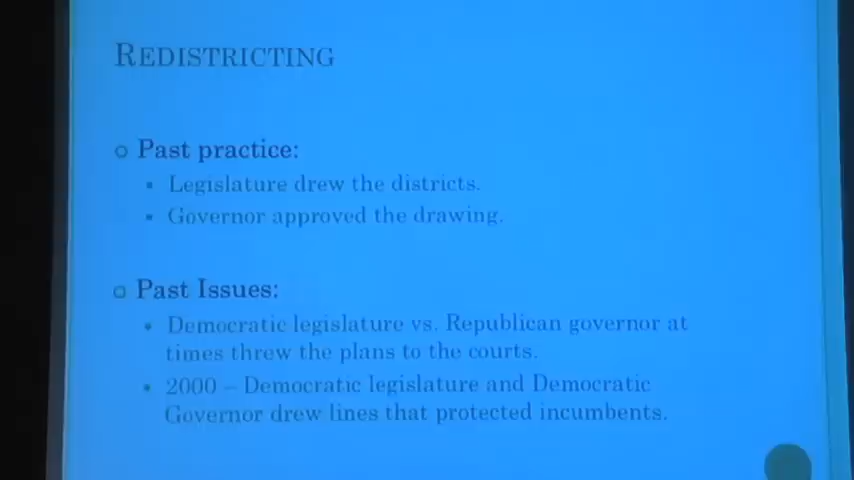 REDISTRICTING
Past practice:
Legislature drew the districts.
Governor approved the drawing.
Past Issues:
Democratic legislature vs. Republican governor at
times threw the plans to the courts.
2000 – Democratic legislature and Democratic
Governor drew lines that protected incumbents.